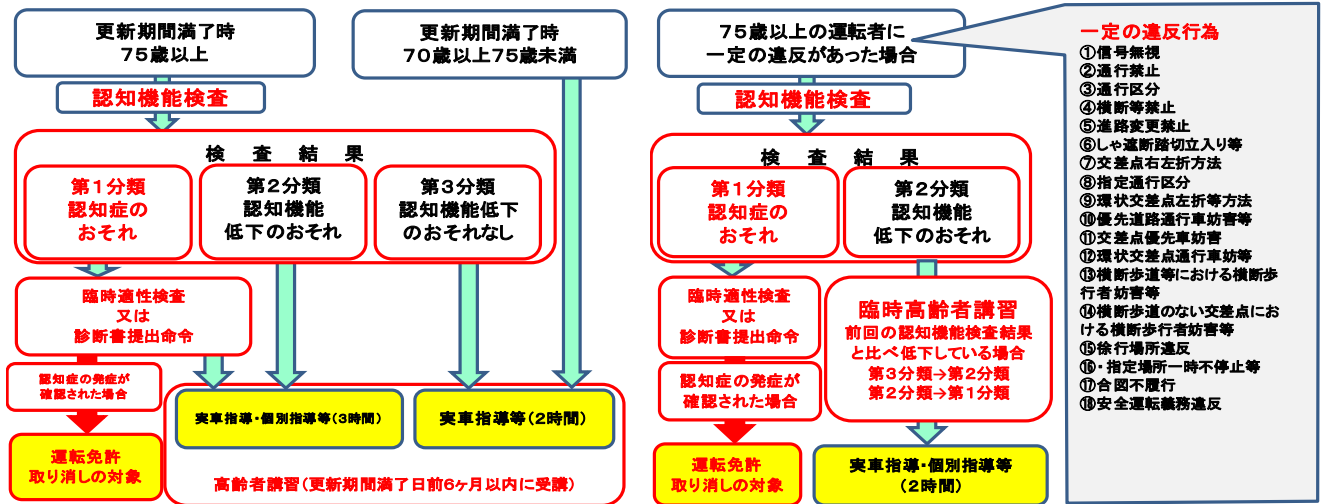 更新期間満了時
75歳以上
更新期間満了時
70歳以上75歳未満
認知機能検査
検　査　結　果
第1分類
認知症の
おそれ
第2分類
認知機能
低下のおそれ
第3分類
認知機能低下
のおそれなし
臨時適性検査
又は
診断書提出命令
認知症の発症が
確認された場合
運転免許
取り消しの対象
実車指導・個別指導等(3時間)
実車指導等(2時間)
高齢者講習(更新期間満了日前6ヶ月以内に受講)
75歳以上の運転者に
一定の違反があった場合
認知機能検査
検　査　結　果
第1分類
認知症の
おそれ
第2分類
認知機能
低下のおそれ
臨時適性検査
又は
診断書提出命令
認知症の発症が
確認された場合
運転免許
取り消しの対象
臨時高齢者講習
前回の認知機能検査結果
と比べ低下している場合
第3分類→第2分類
第2分類→第1分類
実車指導・個別指導等
(2時間)
一定の違反行為
①信号無視
②通行禁止
③通行区分
④横断等禁止
⑤進路変更禁止
⑥しゃ遮断踏切立入り等
⑦交差点右左折方法
⑧指定通行区分
⑨環状交差点左折等方法
⑩優先道路通行車妨害等
⑪交差点優先車妨害
⑫環状交差点通行車妨等
⑬横断歩道等における横断歩
行者妨害等
⑭横断歩道のない交差点にお
ける横断歩行者妨害等
⑮徐行場所違反
⑯・指定場所一時不停止等
⑰合図不履行
⑱安全運転義務違反